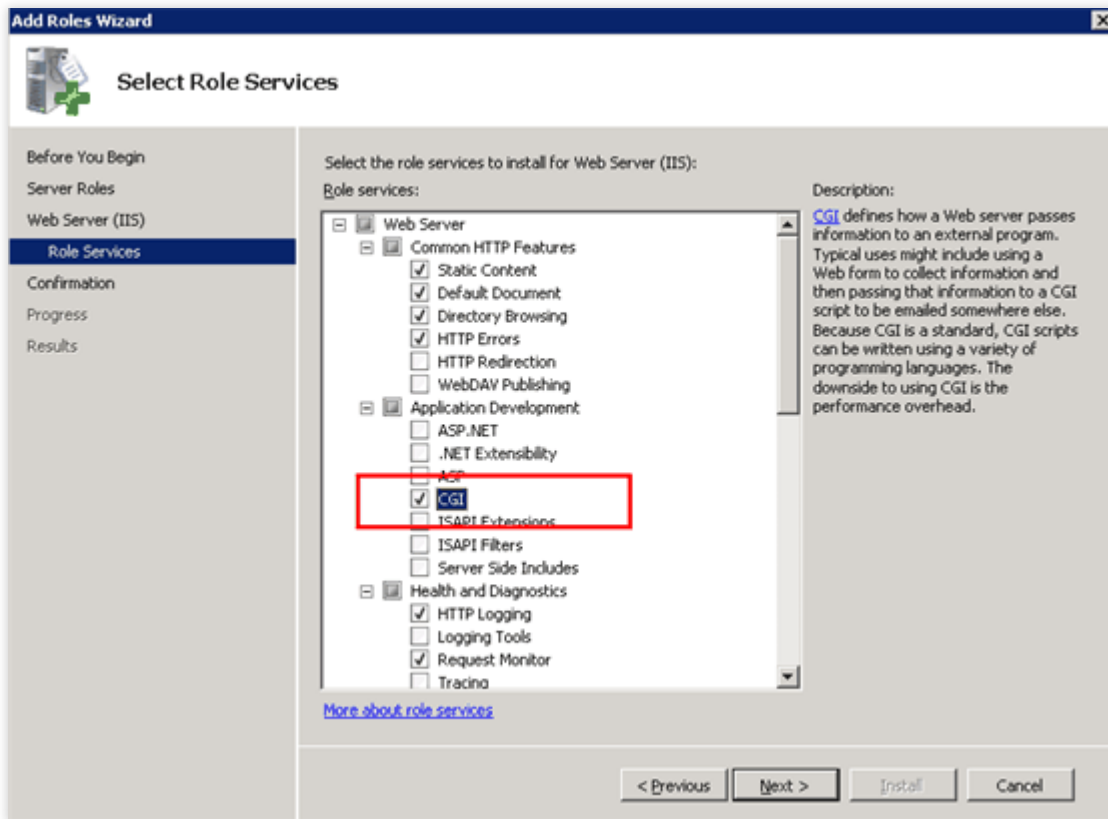 Add Roles Wizard
Select Role Services
Before You Begin
Server Roles
Web Server (IIS)
Role Services
Confirmation
Progress
Results
Select the role services to install for Web Server (IIS):
Role services:
Web Server
Common HTTP Features
Static Content
Default Document
Directory Browsing
HTTP Errors
HTTP Redirection
WebDAV Publishing
Application Development
ASP.NET
.NET Extensibility
ASP
CGI
ISAPI Extensions
ISAPI Filters
Server Side Includes
Health and Diagnostics
HTTP Logging
Logging Tools
Request Monitor
Tracing
More about role services
Description:
CGI defines how a Web server passes
information to an external program.
Typical uses might include using a
Web form to collect information and
then passing that information to a CGI
script to be emailed somewhere else.
Because CGI is a standard, CGI scripts
can be written using a variety of
programming languages. The
downside to using CGI is the
performance overhead.
< Previous
Next >
Install
Cancel